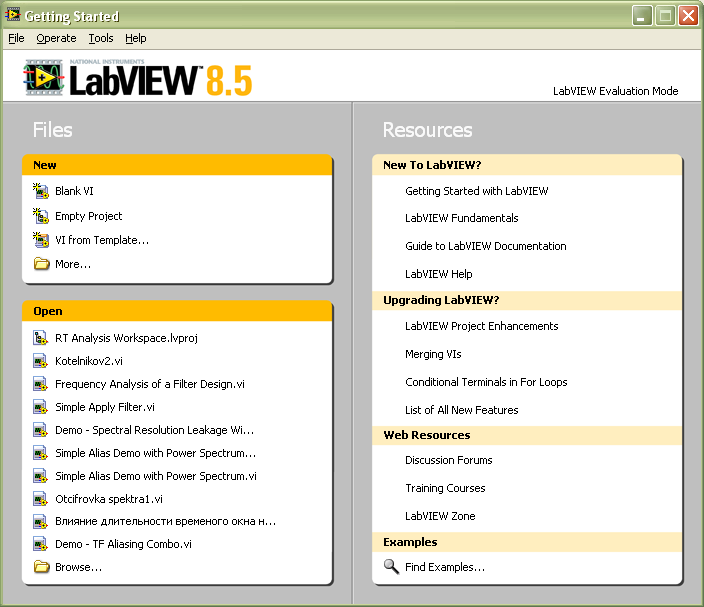 Getting Started
File Operate Tools Help
NATIONAL INSTRUMENTS
LabVIEW™ 8.5
LabVIEW Evaluation Mode
Files
New
Blank VI
Empty Project
VI from Template...
More...
Open
RT Analysis Workspace.lvproj
Kotelnikov2.vi
Frequency Analysis of a Filter Design.vi
Simple Apply Filter.vi
Demo - Spectral Resolution Leakage Wi...
Simple Alias Demo with Power Spectrum...
Simple Alias Demo with Power Spectrum.vi
Otcifrovka spektra1.vi
Влияние длительности временого окна н...
Demo - TF Aliasing Combo.vi
Browse...
Resources
New To LabVIEW?
Getting Started with LabVIEW
LabVIEW Fundamentals
Guide to LabVIEW Documentation
LabVIEW Help
Upgrading LabVIEW?
LabVIEW Project Enhancements
Merging VIs
Conditional Terminals in For Loops
List of All New Features
Web Resources
Discussion Forums
Training Courses
LabVIEW Zone
Examples
Find Examples...